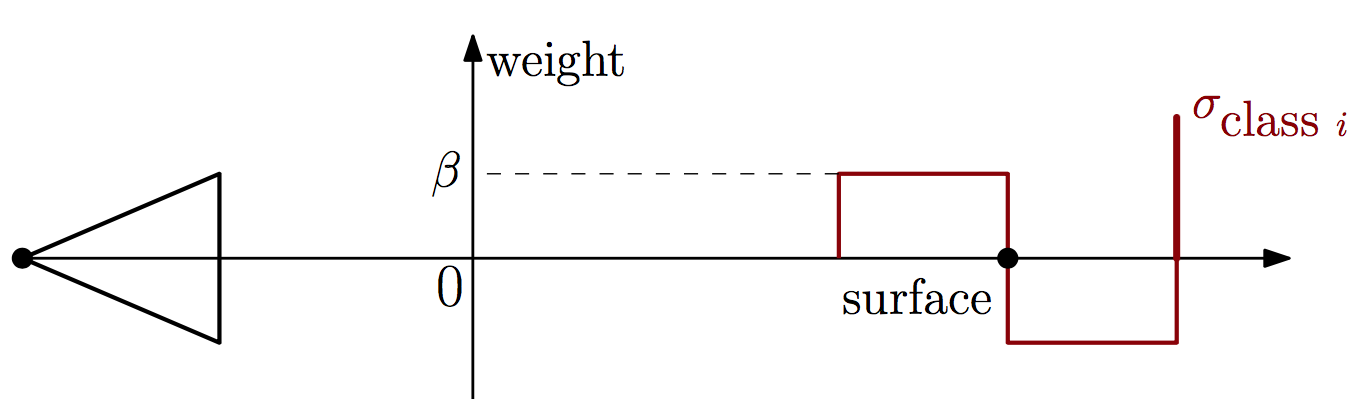 weight
σclass i
β
0
surface